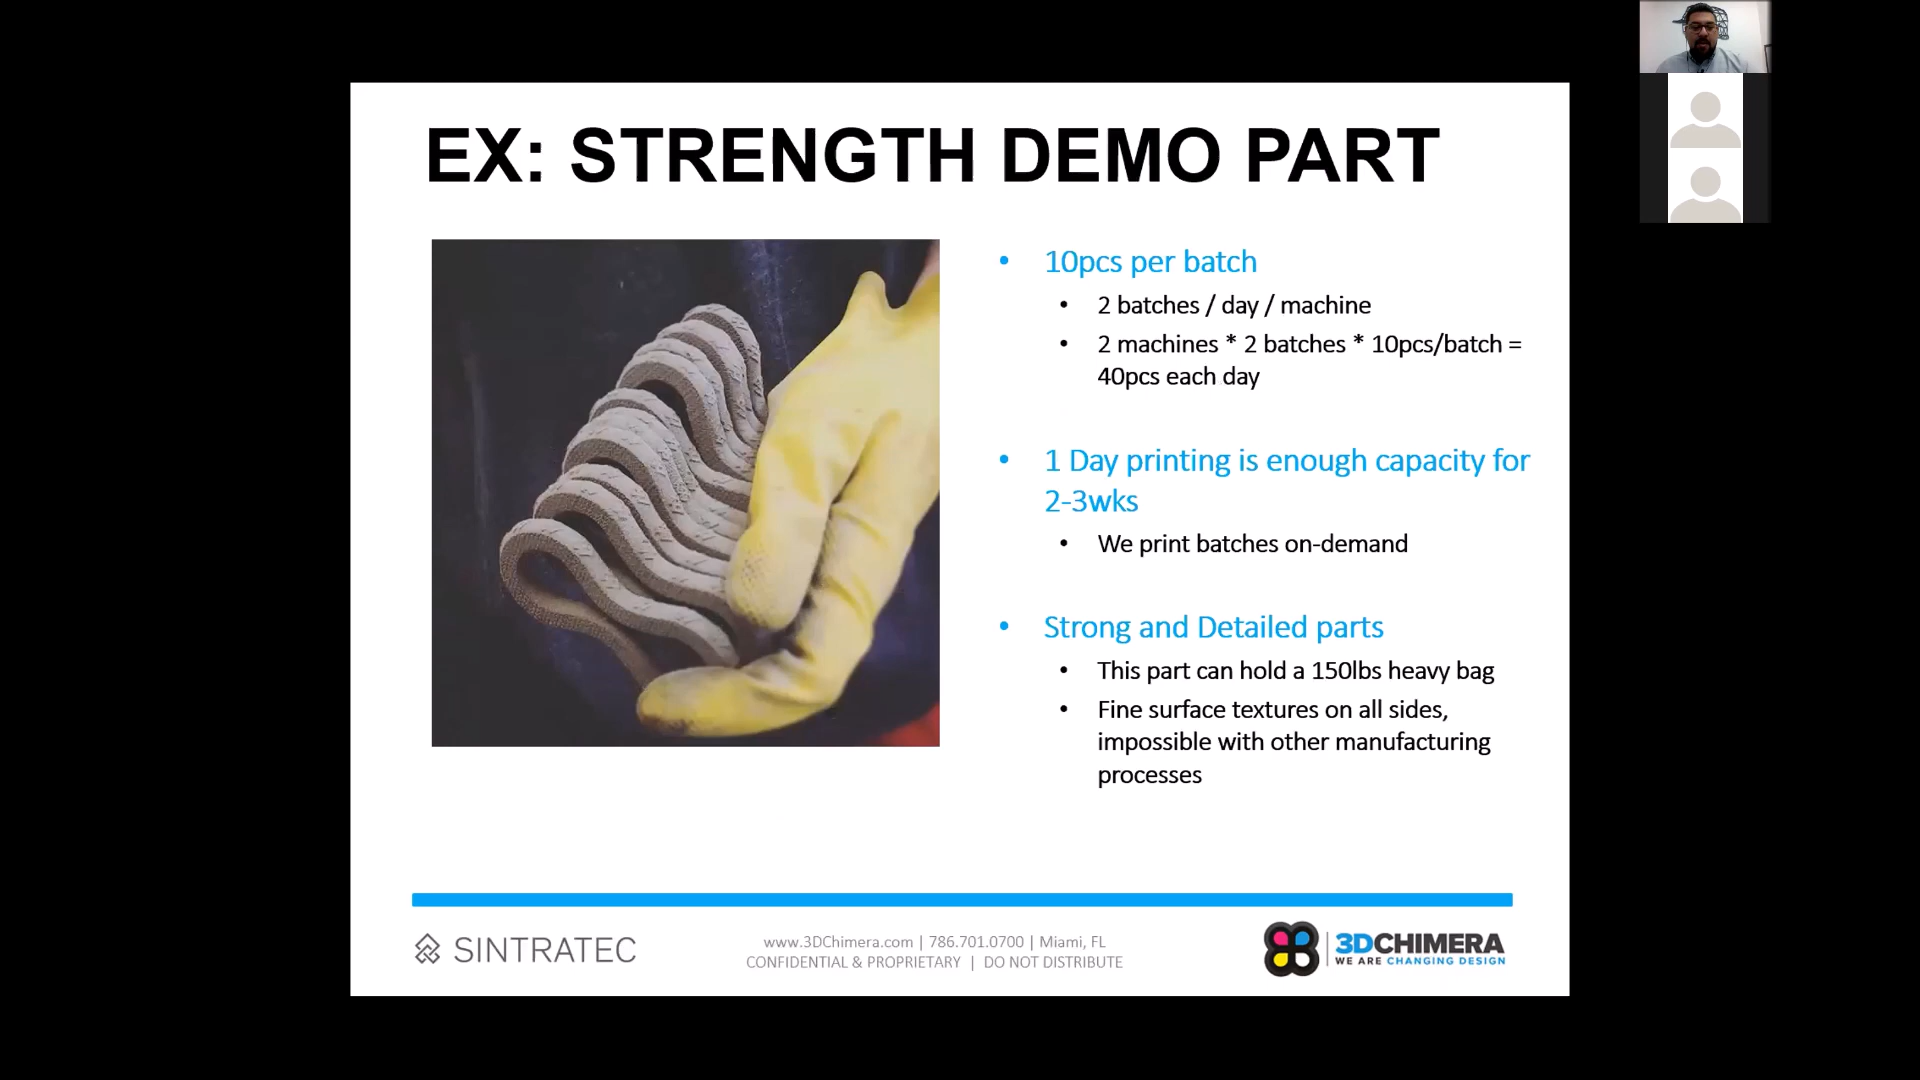 EX: STRENGTH DEMO PART
• 10pcs per batch
• 2 batches / day / machine
• 2 machines * 2 batches * 10pcs/batch =
40pcs each day
• 1 Day printing is enough capacity for
2-3wks
• We print batches on-demand
• Strong and Detailed parts
• This part can hold a 150lbs heavy bag
• Fine surface textures on all sides,
impossible with other manufacturing
processes
SINTRATEC
www.3DChimera.com | 786.701.0700 | Miami, FL
CONFIDENTIAL & PROPRIETARY | DO NOT DISTRIBUTE
3DCHIMERA
WE ARE CHANGING DESIGN